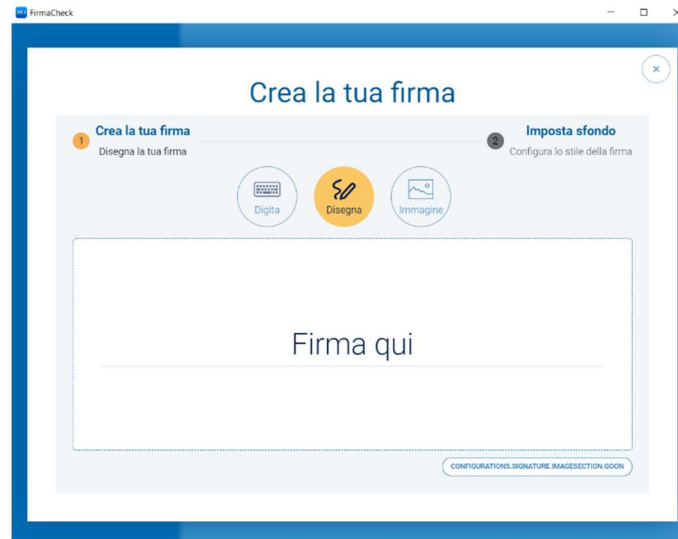 FirmaCheck
Crea la tua firma
1
Crea la tua firma
Disegna la tua firma
2
Imposta sfondo
Configura lo stile della firma
Digita
Disegna
Immagine
Firma qui
CONFIGURATIONS.SIGNATURE.IMAGESECTION.GOON